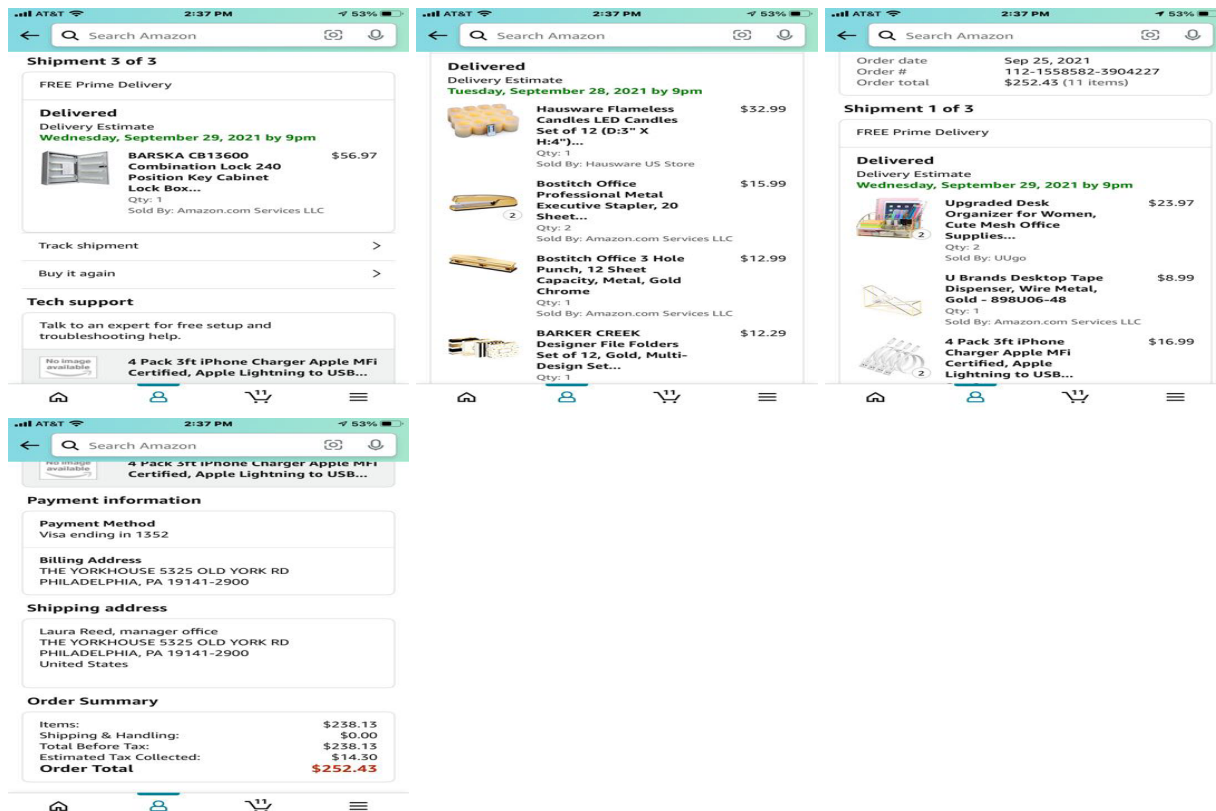 AT&T 2:37 PM 53%
Search Amazon
Shipment 3 of 3
FREE Prime Delivery
Delivered
Delivery Estimate
Wednesday, September 29, 2021 by 9pm
BARSKA CB13600 $56.97
Combination Lock 240
Position Key Cabinet
Lock Box...
Qty: 1
Sold By: Amazon.com Services LLC
Track shipment >
Buy it again >
Tech support
Talk to an expert for free setup and
troubleshooting help.
No image
available
4 Pack 3ft iPhone Charger Apple MFi
Certified, Apple Lightning to USB...
11
AT&T 2:37 PM 53%
Search Amazon
Delivered
Delivery Estimate
Tuesday, September 28, 2021 by 9pm
Hausware Flameless $32.99
Candles LED Candles
Set of 12 (D:3" X
H:4")...
Qty: 1
Sold By: Hausware US Store
Bostitch Office $15.99
Professional Metal
Executive Stapler, 20
Sheet...
2
Qty: 2
Sold By: Amazon.com Services LLC
Bostitch Office 3 Hole $12.99
Punch, 12 Sheet
Capacity, Metal, Gold
Chrome
Qty: 1
Sold By: Amazon.com Services LLC
BARKER CREEK $12.29
Designer File Folders
Set of 12, Gold, Multi-
Design Set...
Qty: 1
11
AT&T 2:37 PM 53%
Search Amazon
Order date Sep 25, 2021
Order # 112-1558582-3904227
Order total $252.43 (11 items)
Shipment 1 of 3
FREE Prime Delivery
Delivered
Delivery Estimate
Wednesday, September 29, 2021 by 9pm
Upgraded Desk $23.97
Organizer for Women,
Cute Mesh Office
Supplies...
2
Qty: 2
Sold By: UUgo
U Brands Desktop Tape $8.99
Dispenser, Wire Metal,
Gold - 898U06-48
Qty: 1
Sold By: Amazon.com Services LLC
4 Pack 3ft iPhone $16.99
Charger Apple MFi
Certified, Apple
Lightning to USB...
2
11
AT&T 2:37 PM 53%
Search Amazon
No image
available
4 Pack 3ft iPhone Charger Apple MFi
Certified, Apple Lightning to USB...
Payment information
Payment Method
Visa ending in 1352
Billing Address
THE YORKHOUSE 5325 OLD YORK RD
PHILADELPHIA, PA 19141-2900
Shipping address
Laura Reed, manager office
THE YORKHOUSE 5325 OLD YORK RD
PHILADELPHIA, PA 19141-2900
United States
Order Summary
Items: $238.13
Shipping & Handling: $0.00
Total Before Tax: $238.13
Estimated Tax Collected: $14.30
Order Total $252.43
11